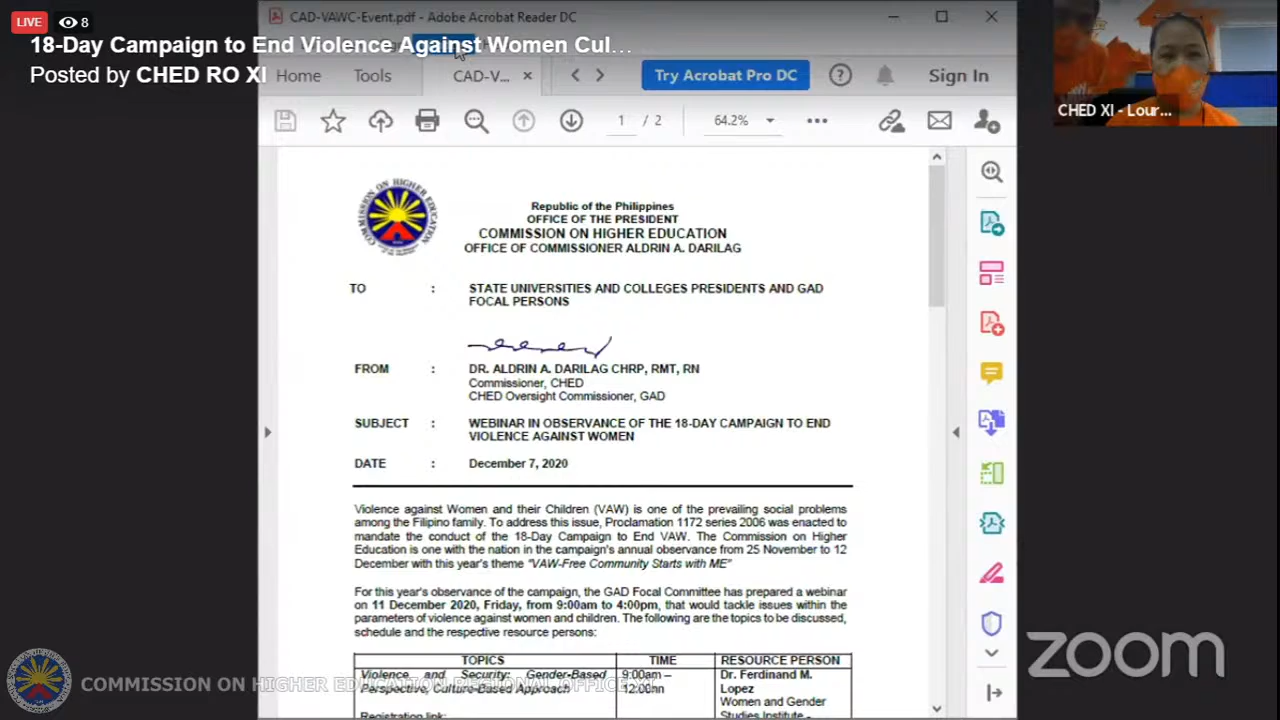 LIVE 8
CAD-VAWC-Event.pdf - Adobe Acrobat Reader DC
18-Day Campaign to End Violence Against Women Cul...
Posted by CHED RO XI
Home Tools CAD-V... Try Acrobat Pro DC Sign In
CHED XI - Lour...
1 / 2 64.2%
COMMISSION ON HIGHER EDUCATION
Republic of the Philippines
OFFICE OF THE PRESIDENT
COMMISSION ON HIGHER EDUCATION
OFFICE OF COMMISSIONER ALDRIN A. DARILAG
TO : STATE UNIVERSITIES AND COLLEGES PRESIDENTS AND GAD
FOCAL PERSONS
FROM : DR. ALDRIN A. DARILAG CHRP, RMT, RN
Commissioner, CHED
CHED Oversight Commissioner, GAD
SUBJECT : WEBINAR IN OBSERVANCE OF THE 18-DAY CAMPAIGN TO END
VIOLENCE AGAINST WOMEN
DATE : December 7, 2020
Violence against Women and their Children (VAW) is one of the prevailing social problems
among the Filipino family. To address this issue, Proclamation 1172 series 2006 was enacted to
mandate the conduct of the 18-Day Campaign to End VAW. The Commission on Higher
Education is one with the nation in the campaign's annual observance from 25 November to 12
December with this year's theme "VAW-Free Community Starts with ME"
For this year's observance of the campaign, the GAD Focal Committee has prepared a webinar
on 11 December 2020, Friday, from 9:00am to 4:00pm, that would tackle issues within the
parameters of violence against women and children. The following are the topics to be discussed,
schedule and the respective resource persons:
TOPICS TIME RESOURCE PERSON
Violence and Security: Gender-Based 9:00am – Dr. Ferdinand M.
Perspective, Culture-Based Approach 12:00nn Lopez
Women and Gender
Registration link: Studies Institute -
COMMISSION ON HIGHER EDUCATION REGIONAL OFFICE XI
zoom